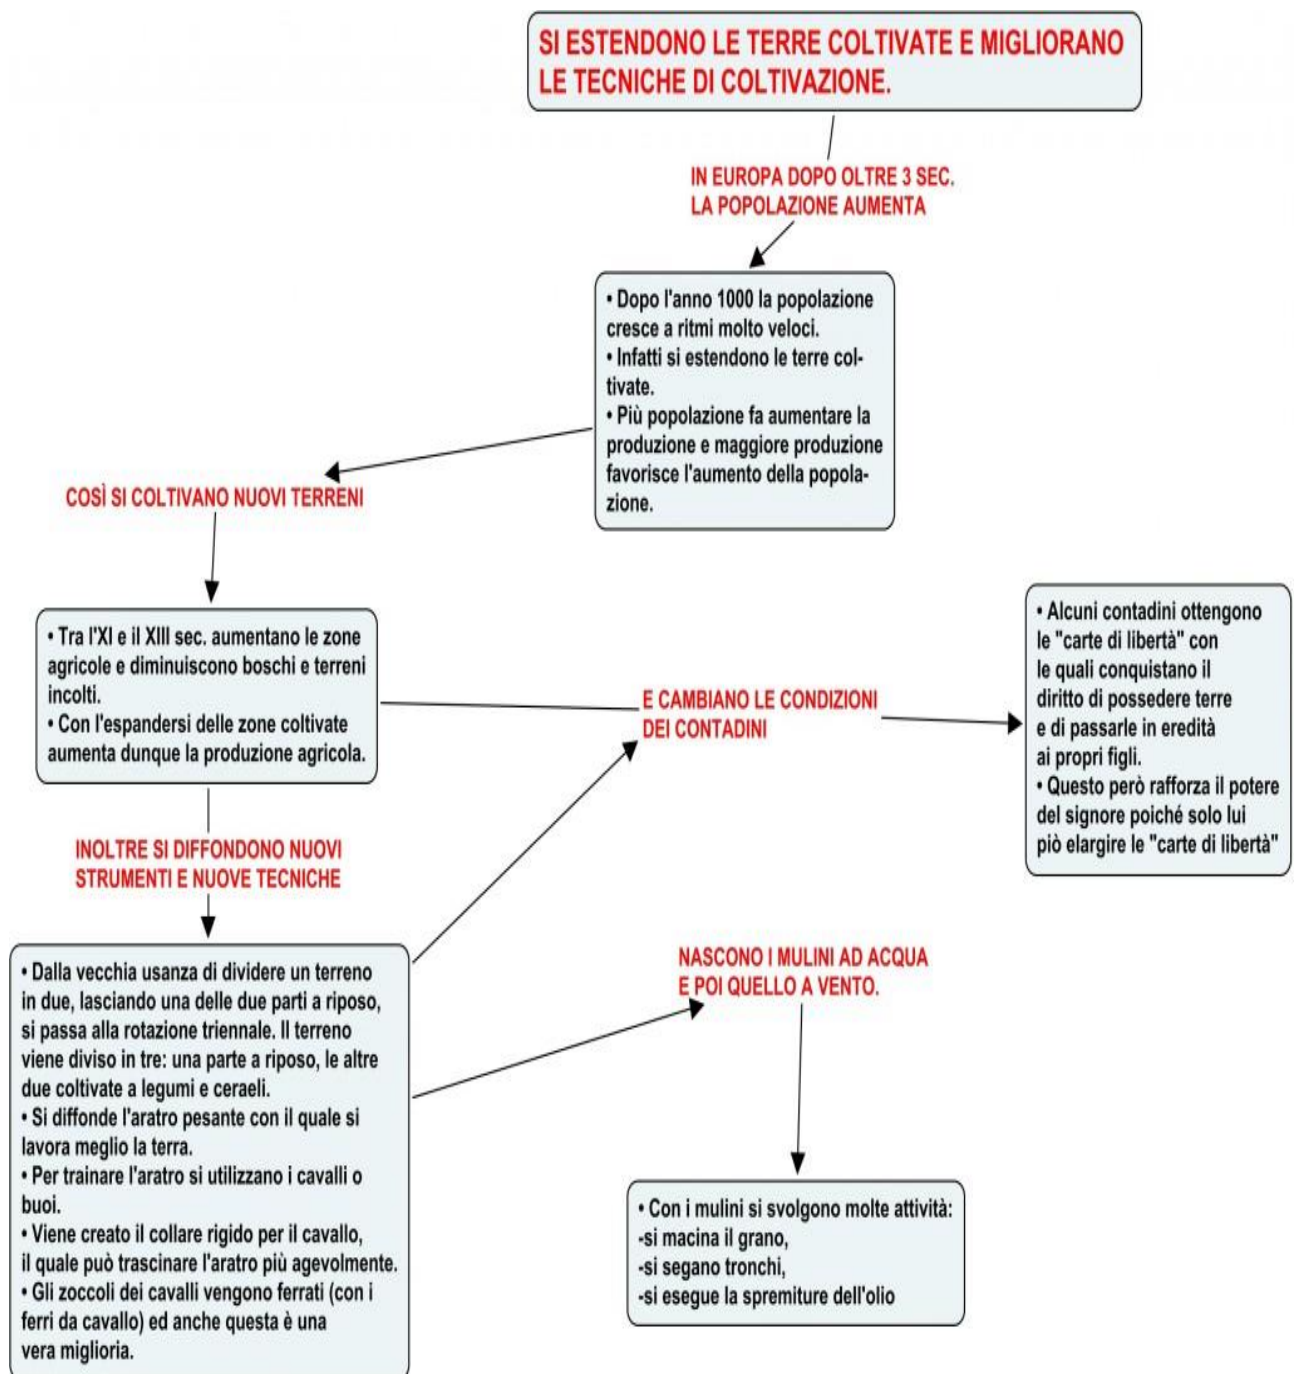 SI ESTENDONO LE TERRE COLTIVATE E MIGLIORANO
LE TECNICHE DI COLTIVAZIONE.
IN EUROPA DOPO OLTRE 3 SEC.
LA POPOLAZIONE AUMENTA
• Dopo l'anno 1000 la popolazione
cresce a ritmi molto veloci.
• Infatti si estendono le terre col-
tivate.
• Più popolazione fa aumentare la
produzione e maggiore produzione
favorisce l'aumento della popola-
zione.
COSÌ SI COLTIVANO NUOVI TERRENI
• Tra l'XI e il XIII sec. aumentano le zone
agricole e diminuiscono boschi e terreni
incolti.
• Con l'espandersi delle zone coltivate
aumenta dunque la produzione agricola.
E CAMBIANO LE CONDIZIONI
DEI CONTADINI
• Alcuni contadini ottengono
le "carte di libertà" con
le quali conquistano il
diritto di possedere terre
e di passarle in eredità
ai propri figli.
• Questo però rafforza il potere
del signore poiché solo lui
piò elargire le "carte di libertà"
INOLTRE SI DIFFONDONO NUOVI
STRUMENTI E NUOVE TECNICHE
• Dalla vecchia usanza di dividere un terreno
in due, lasciando una delle due parti a riposo,
si passa alla rotazione triennale. Il terreno
viene diviso in tre: una parte a riposo, le altre
due coltivate a legumi e ceraeli.
• Si diffonde l'aratro pesante con il quale si
lavora meglio la terra.
• Per trainare l'aratro si utilizzano i cavalli o
buoi.
• Viene creato il collare rigido per il cavallo,
il quale può trascinare l'aratro più agevolmente.
• Gli zoccoli dei cavalli vengono ferrati (con i
ferri da cavallo) ed anche questa è una
vera miglioria.
NASCONO I MULINI AD ACQUA
E POI QUELLO A VENTO.
• Con i mulini si svolgono molte attività:
-si macina il grano,
-si segano tronchi,
-si esegue la spremiture dell'olio